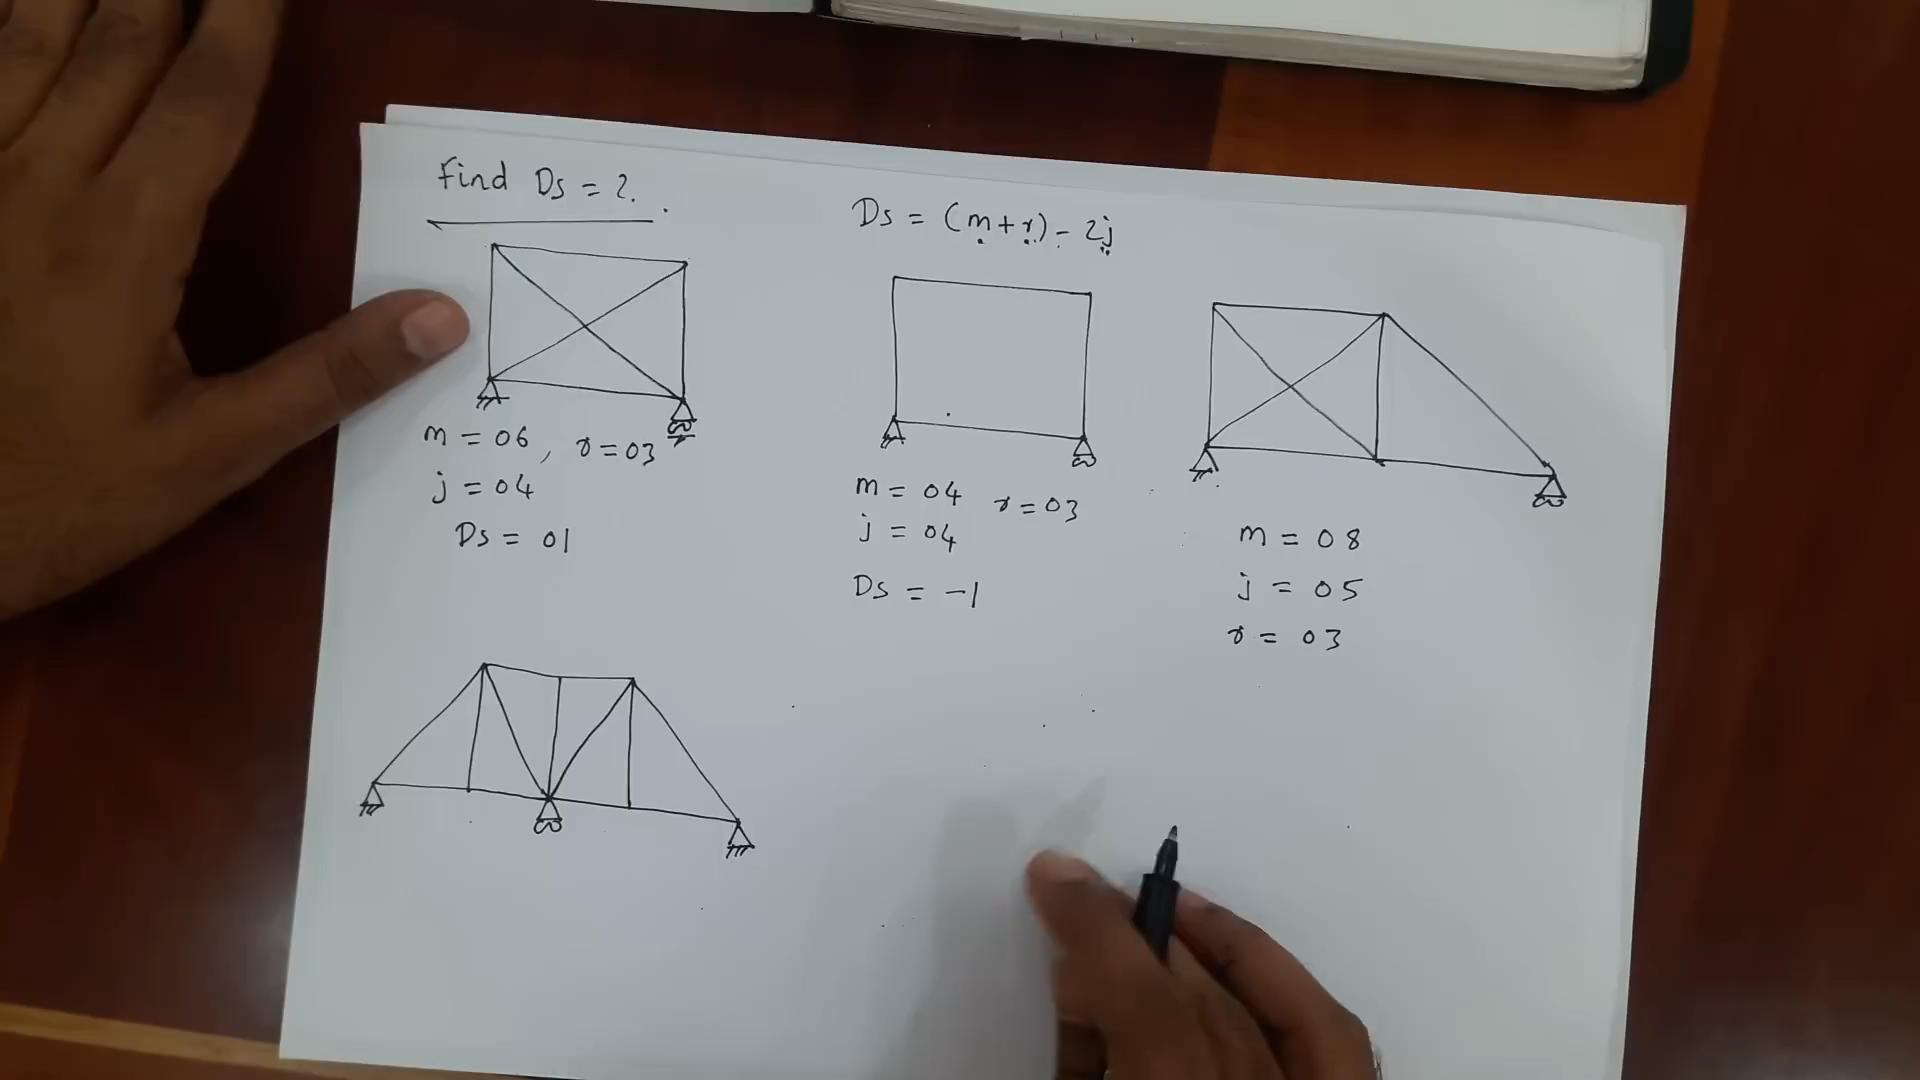 Find Ds = ?.
Ds = (m+r) - 2j
m = 06, r = 03
j = 04
Ds = 01
m = 04 r = 03
j = 04
Ds = -1
m = 08
j = 05
r = 03